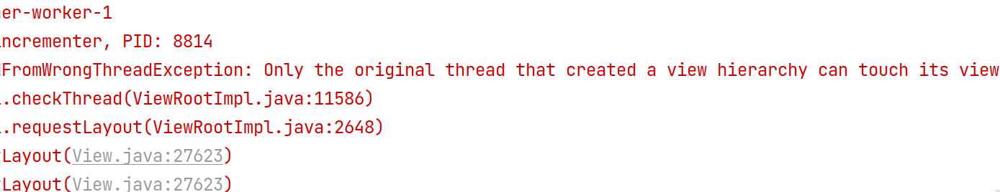 er-worker-1
ncrementer, PID: 8814
FromWrongThreadException: Only the original thread that created a view hierarchy can touch its view
.checkThread(ViewRootImpl.java:11586)
.requestLayout(ViewRootImpl.java:2648)
Layout(View.java:27623)
Layout(View.java:27623)